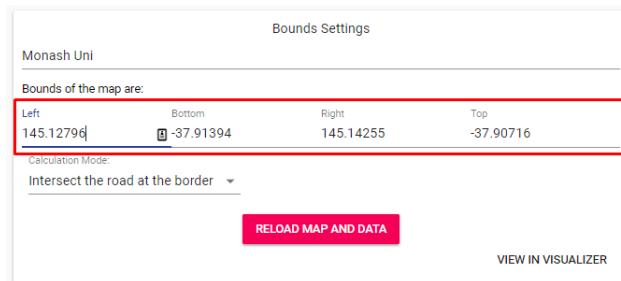 Bounds Settings
Monash Uni
Bounds of the map are:
Left Bottom Right Top
145.12796 -37.91394 145.14255 -37.90716
Calculation Mode:
Intersect the road at the border
RELOAD MAP AND DATA
VIEW IN VISUALIZER